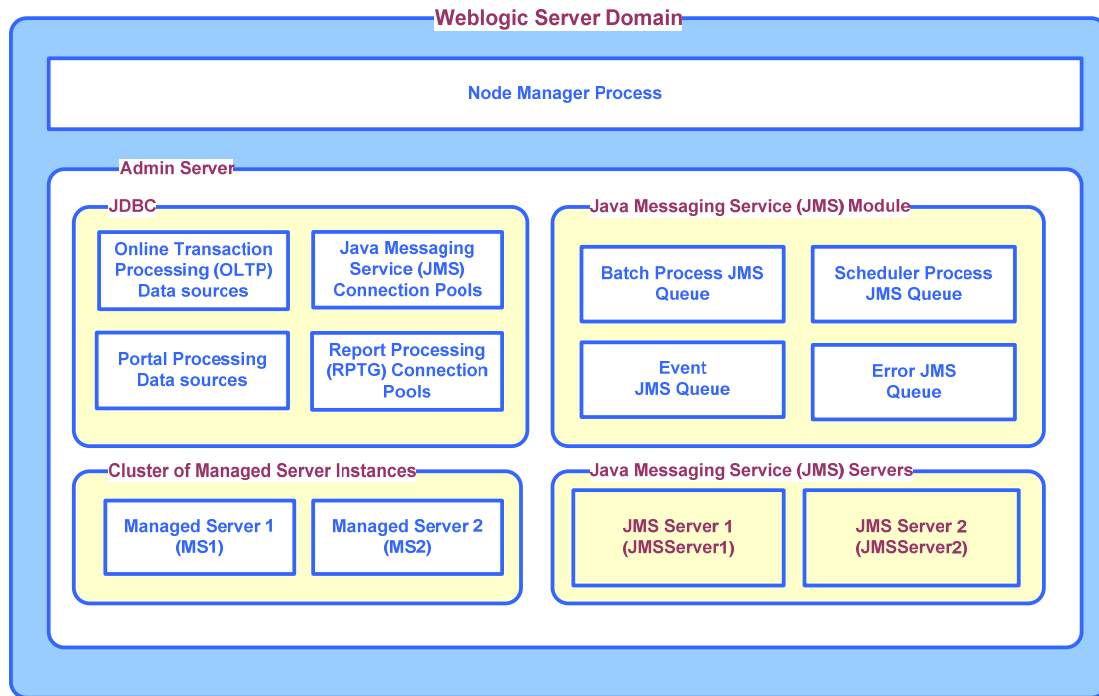 Weblogic Server Domain
Node Manager Process
Admin Server
JDBC
Online Transaction
Processing (OLTP)
Data sources
Java Messaging
Service (JMS)
Connection Pools
Portal Processing
Data sources
Report Processing
(RPTG) Connection
Pools
Java Messaging Service (JMS) Module
Batch Process JMS
Queue
Scheduler Process
JMS Queue
Event
JMS Queue
Error JMS
Queue
Cluster of Managed Server Instances
Managed Server 1
(MS1)
Managed Server 2
(MS2)
Java Messaging Service (JMS) Servers
JMS Server 1
(JMSServer1)
JMS Server 2
(JMSServer2)